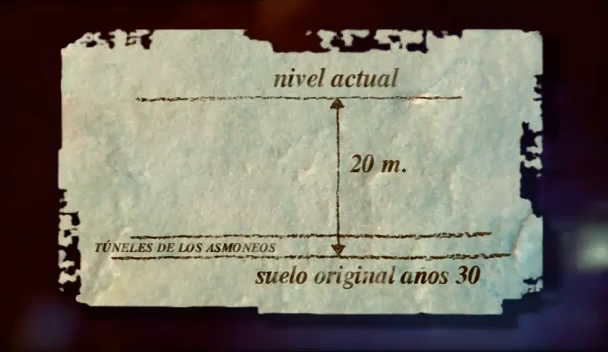 nivel actual
20 m.
TÚNELES DE LOS ASMONEOS
suelo original años 30